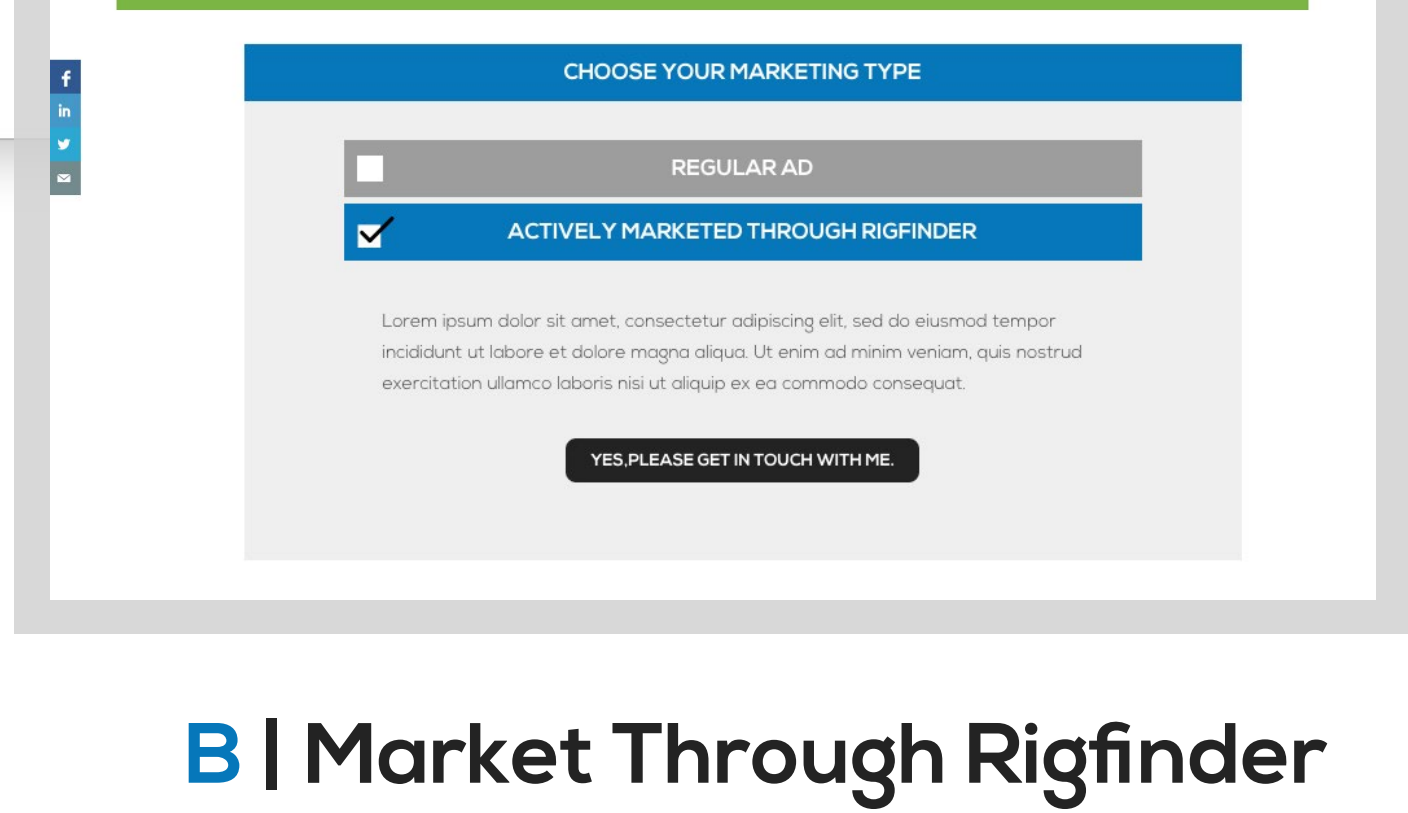 CHOOSE YOUR MARKETING TYPE
f
in
REGULAR AD
ACTIVELY MARKETED THROUGH RIGFINDER
Lorem ipsum dolor sit amet, consectetur adipiscing elit, sed do eiusmod tempor
incididunt ut labore et dolore magna aliqua. Ut enim ad minim veniam, quis nostrud
exercitation ullamco laboris nisi ut aliquip ex ea commodo consequat.
YES,PLEASE GET IN TOUCH WITH ME.
B | Market Through Rigfinder